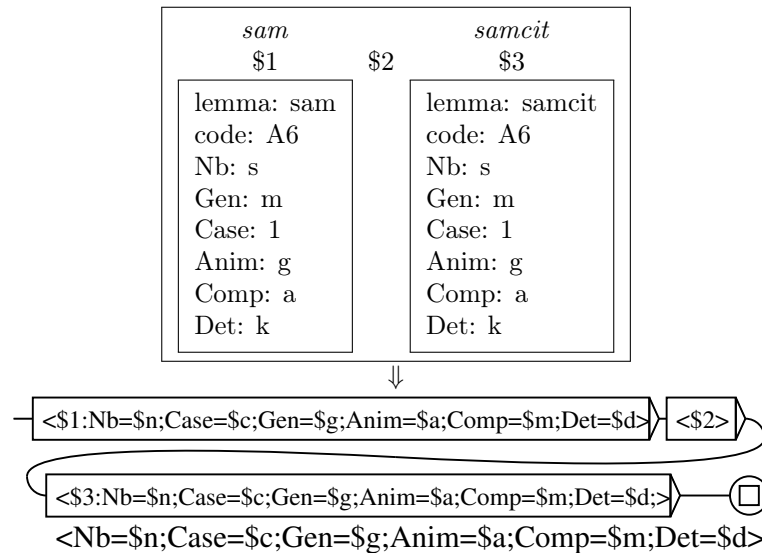 sam samcit
$1 $2 $3
lemma: sam lemma: samcit
code: A6 code: A6
Nb: s Nb: s
Gen: m Gen: m
Case: 1 Case: 1
Anim: g Anim: g
Comp: a Comp: a
Det: k Det: k
⇓
<$1:Nb=$n;Case=$c;Gen=$g;Anim=$a;Comp=$m;Det=$d> <$2>
<$3:Nb=$n;Case=$c;Gen=$g;Anim=$a;Comp=$m;Det=$d;>
<Nb=$n;Case=$c;Gen=$g;Anim=$a;Comp=$m;Det=$d>